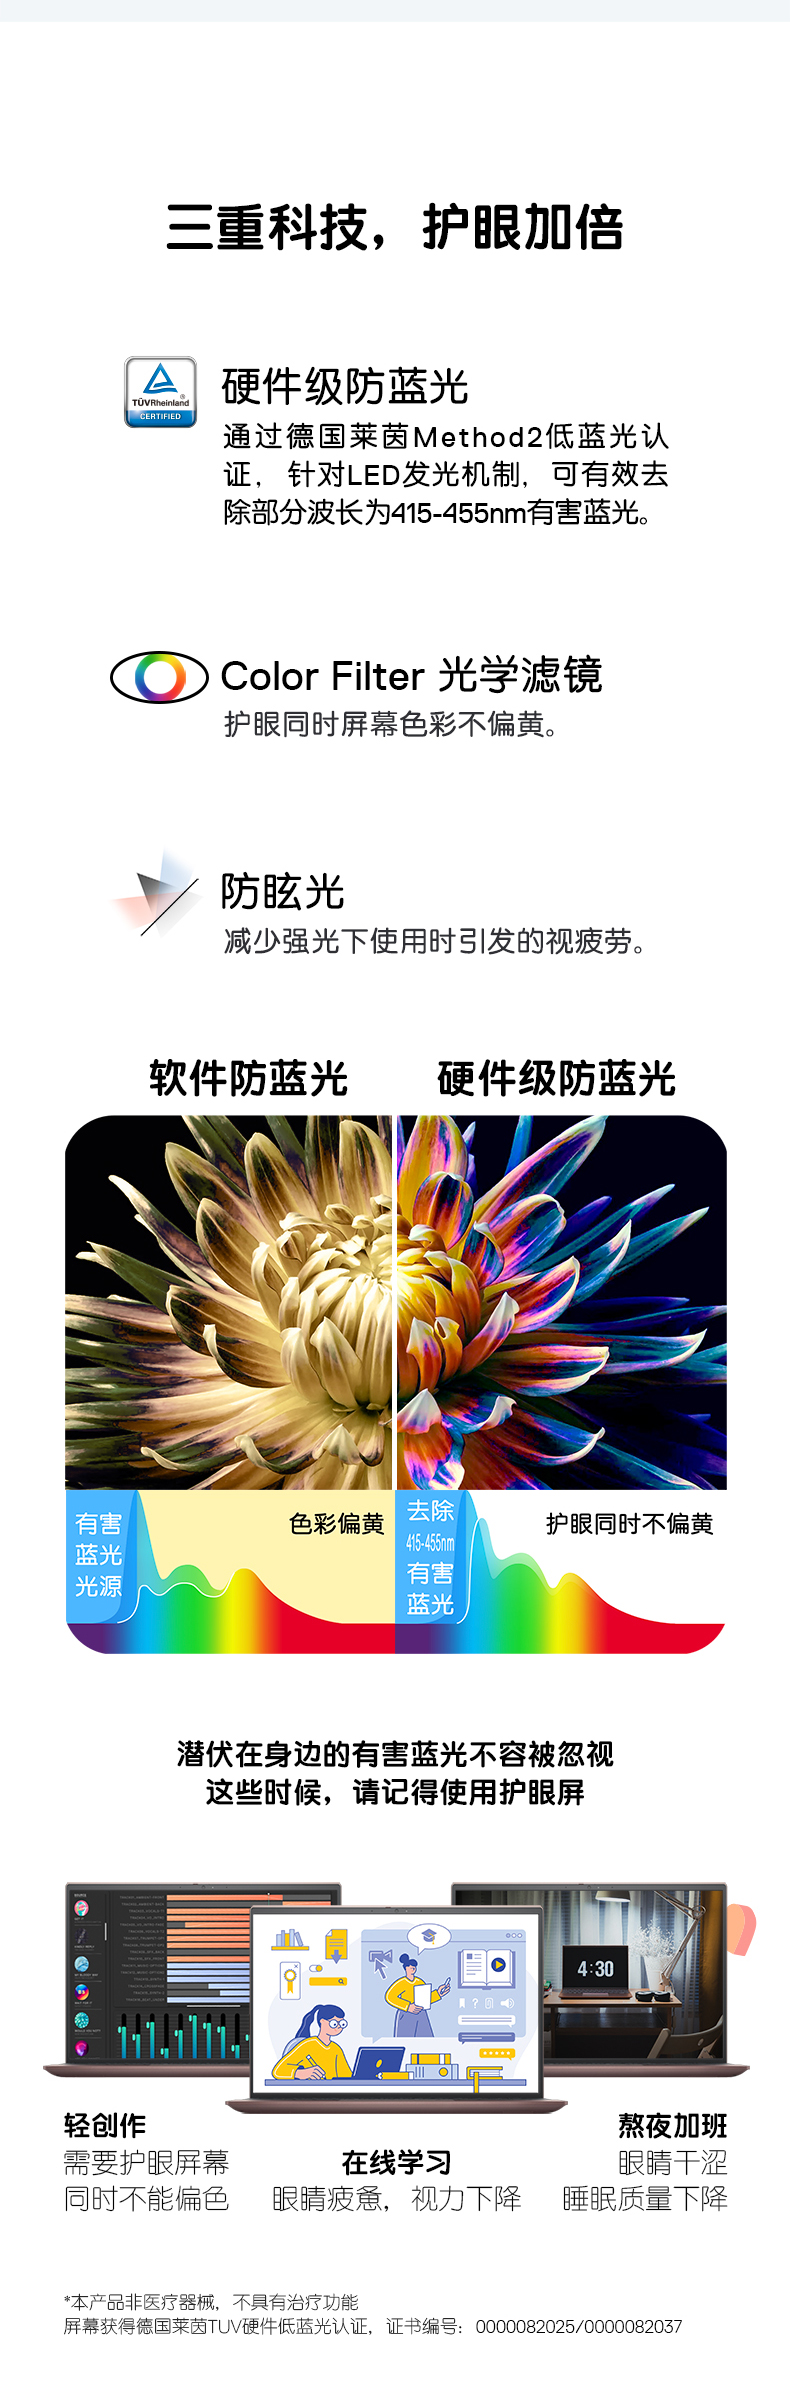 三重科技，护眼加倍
TÜVRheinland®
CERTIFIED
硬件级防蓝光
通过德国莱茵Method2低蓝光认
证，针对LED发光机制，可有效去
除部分波长为415-455nm有害蓝光。
Color Filter 光学滤镜
护眼同时屏幕色彩不偏黄。
防眩光
减少强光下使用时引发的视疲劳。
软件防蓝光
硬件级防蓝光
有害
蓝光
光源
色彩偏黄
去除
415-455nm
有害
蓝光
护眼同时不偏黄
潜伏在身边的有害蓝光不容被忽视
这些时候，请记得使用护眼屏
4:30
轻创作
需要护眼屏幕
同时不能偏色
在线学习
眼睛疲惫，视力下降
熬夜加班
眼睛干涩
睡眠质量下降
*本产品非医疗器械，不具有治疗功能
屏幕获得德国莱茵TUV硬件低蓝光认证，证书编号：0000082025/0000082037